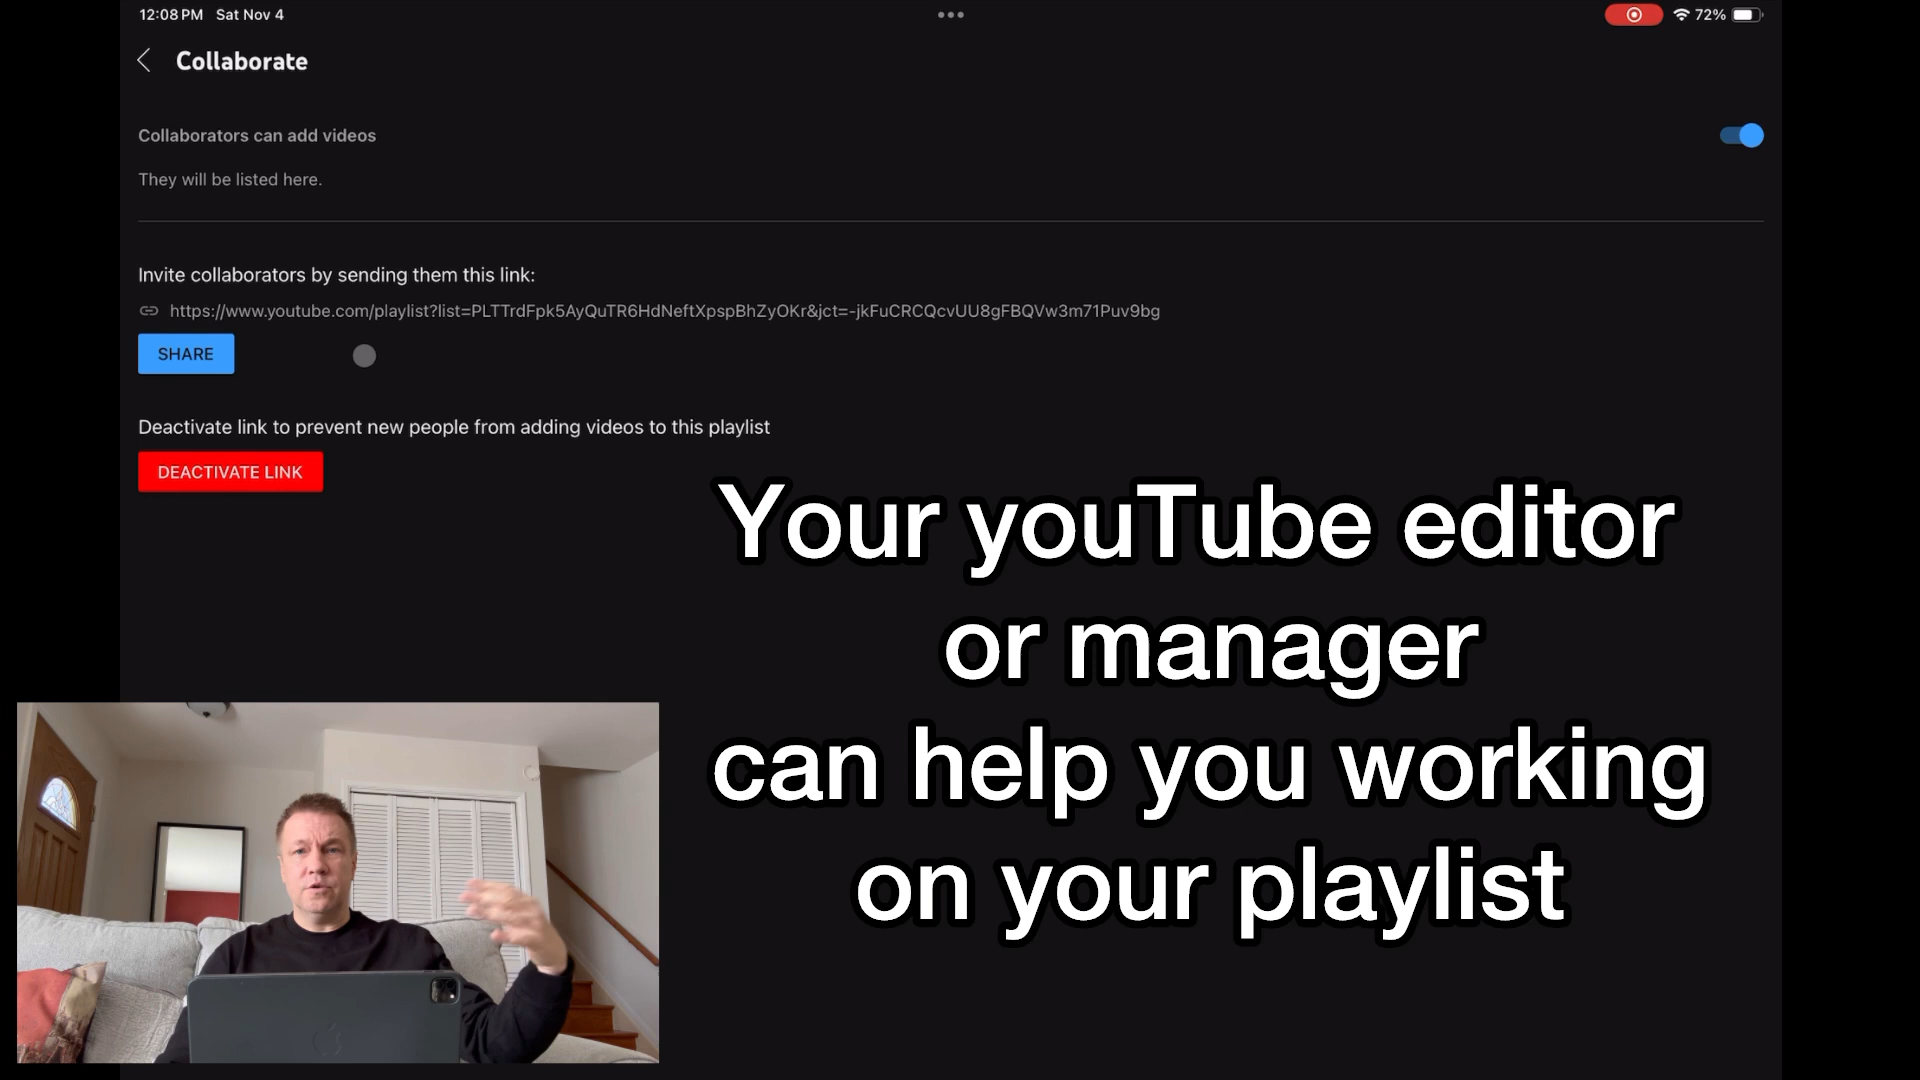 12:08 PM Sat Nov 4
72%
Collaborate
Collaborators can add videos
They will be listed here.
Invite collaborators by sending them this link:
https://www.youtube.com/playlist?list=PLTTrdFpk5AyQuTR6HdNeftXpspBhZyOKr&jct=-jkFuCRCQcvUU8gFBQVw3m71Puv9bg
SHARE
Deactivate link to prevent new people from adding videos to this playlist
DEACTIVATE LINK
Your youTube editor
or manager
can help you working
on your playlist